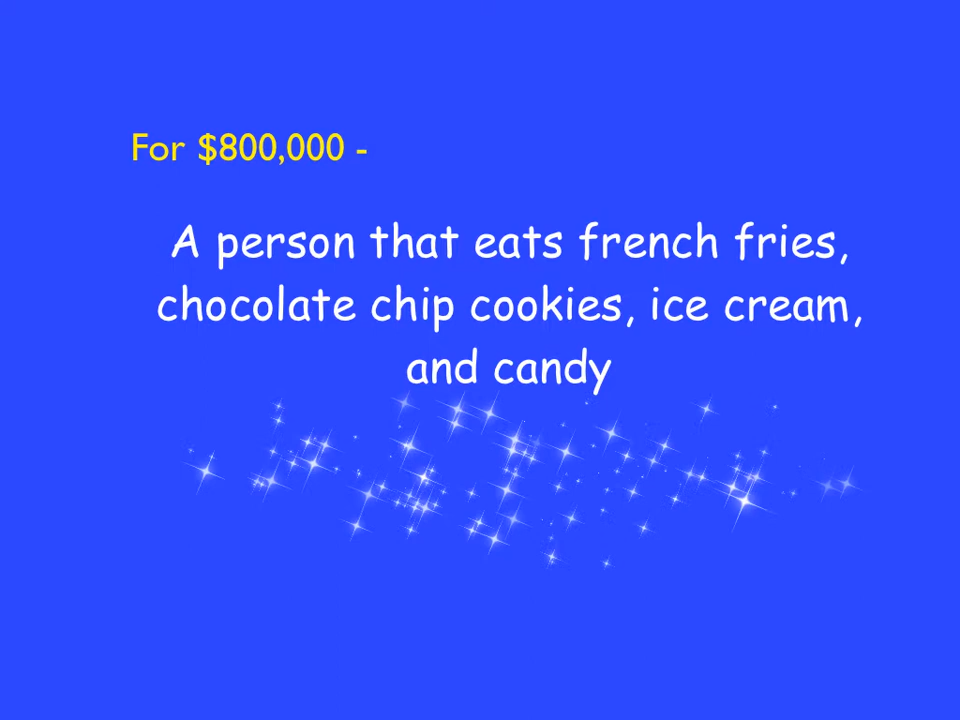 For $800,000 -
A person that eats french fries,
chocolate chip cookies, ice cream,
and candy